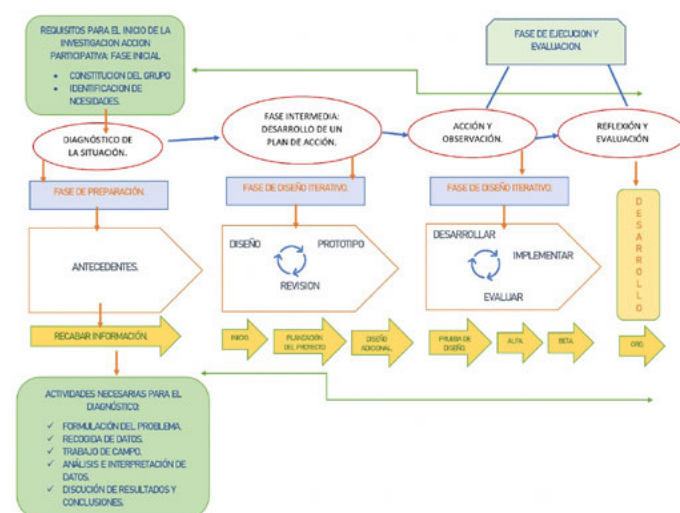 REQUISITOS PARA EL INICIO DE LA
INVESTIGACION ACCION
PARTICIPATIVA: FASE INICIAL
• CONSTITUCION DEL GRUPO
• IDENTIFICACION DE
NCESIDADES.
FASE DE EJECUCION Y
EVALUACION.
DIAGNÓSTICO DE
LA SITUACIÓN.
FASE INTERMEDIA:
DESARROLLO DE UN
PLAN DE ACCIÓN.
ACCIÓN Y
OBSERVACIÓN.
REFLEXIÓN Y
EVALUACIÓN
FASE DE PREPARACIÓN.
FASE DE DISEÑO ITERATIVO.
FASE DE DISEÑO ITERATIVO.
DESARROLLO
ANTECEDENTES.
DISEÑO
PROTOTIPO
REVISION
DESARROLLAR
IMPLEMENTAR
EVALUAR
RECABAR INFORMACIÓN.
INICIO.
PLANEACIÓN
DEL PROYECTO
DISEÑO
ADICIONAL.
PRUEBA DE
DISEÑO.
ALFA.
BETA.
ORO.
ACTIVIDADES NECESARIAS PARA EL
DIAGNÓSTICO:
✓ FORMULACIÓN DEL PROBLEMA.
✓ RECOGIDA DE DATOS.
✓ TRABAJO DE CAMPO.
✓ ANÁLISIS E INTERPRETACIÓN DE
DATOS.
✓ DISCUCIÓN DE RESULTADOS Y
CONCLUSIONES.